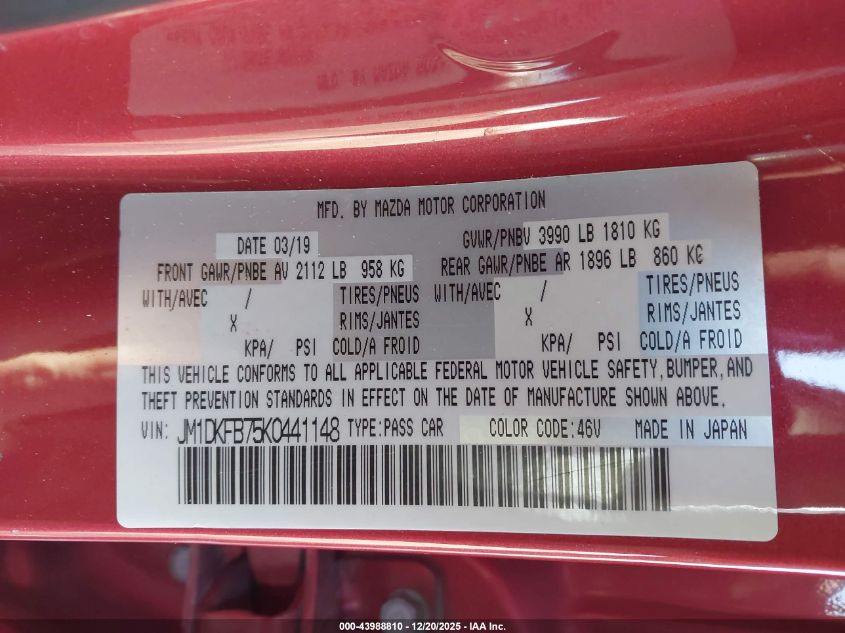 MFD. BY MAZDA MOTOR CORPORATION
DATE 03/19 GVWR/PNBV 3990 LB 1810 KG
FRONT GAWR/PNBE AV 2112 LB 958 KG REAR GAWR/PNBE AR 1896 LB 860 KG
WITH/AVEC / TIRES/PNEUS WITH/AVEC / TIRES/PNEUS
X RIMS/JANTES X RIMS/JANTES
KPA/ PSI COLD/A FROID KPA/ PSI COLD/A FROID
THIS VEHICLE CONFORMS TO ALL APPLICABLE FEDERAL MOTOR VEHICLE SAFETY, BUMPER, AND
THEFT PREVENTION STANDARDS IN EFFECT ON THE DATE OF MANUFACTURE SHOWN ABOVE.
VIN: JM1DKFB75K0441148 TYPE:PASS CAR COLOR CODE:46V MADE IN JAPAN
000-43988810 — 12/20/2025 — IAA Inc.